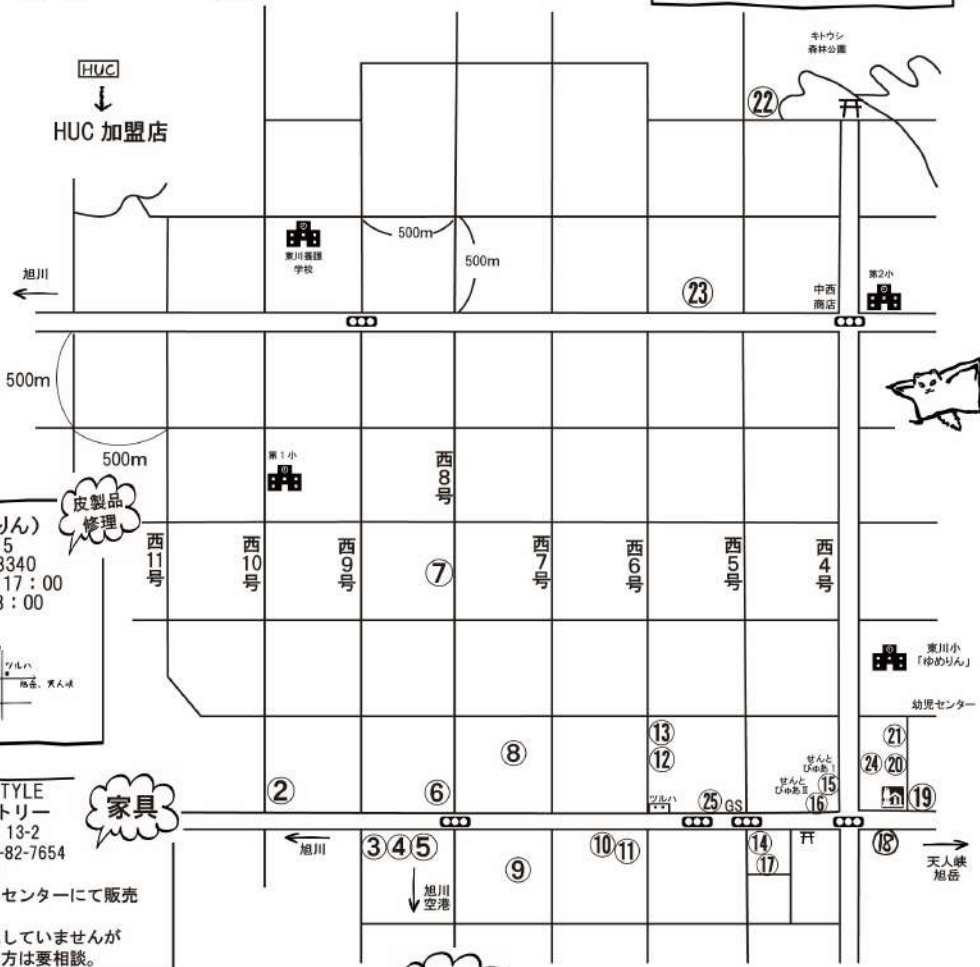 HUC
HUC 加盟店
キトウシ
森林公園
㉒
東川養護
学校
500m
500m
旭川
㉓
中西
商店
第2小
500m
500m
第1小
西8号
皮製品
修理
りん）
5
3340
17：00
3：00
ツルハ
旭岳、天人峡
西11号
西10号
西9号
⑦
西7号
西6号
西5号
西4号
東川小
「ゆめりん」
幼児センター
⑬
⑫
⑧
せんと
ぴゅあⅠ
せんと
ぴゅあⅡ
⑮
⑯
㉑
㉔
⑳
⑲
②
⑥
ツルハ
㉕
GS
TYLE
トリー
13-2
-82-7654
センターにて販売
していませんが
方は要相談。
家具
旭川
③④⑤
旭川
空港
⑨
⑩
⑪
⑭
⑰
⑱
天人峡
旭岳